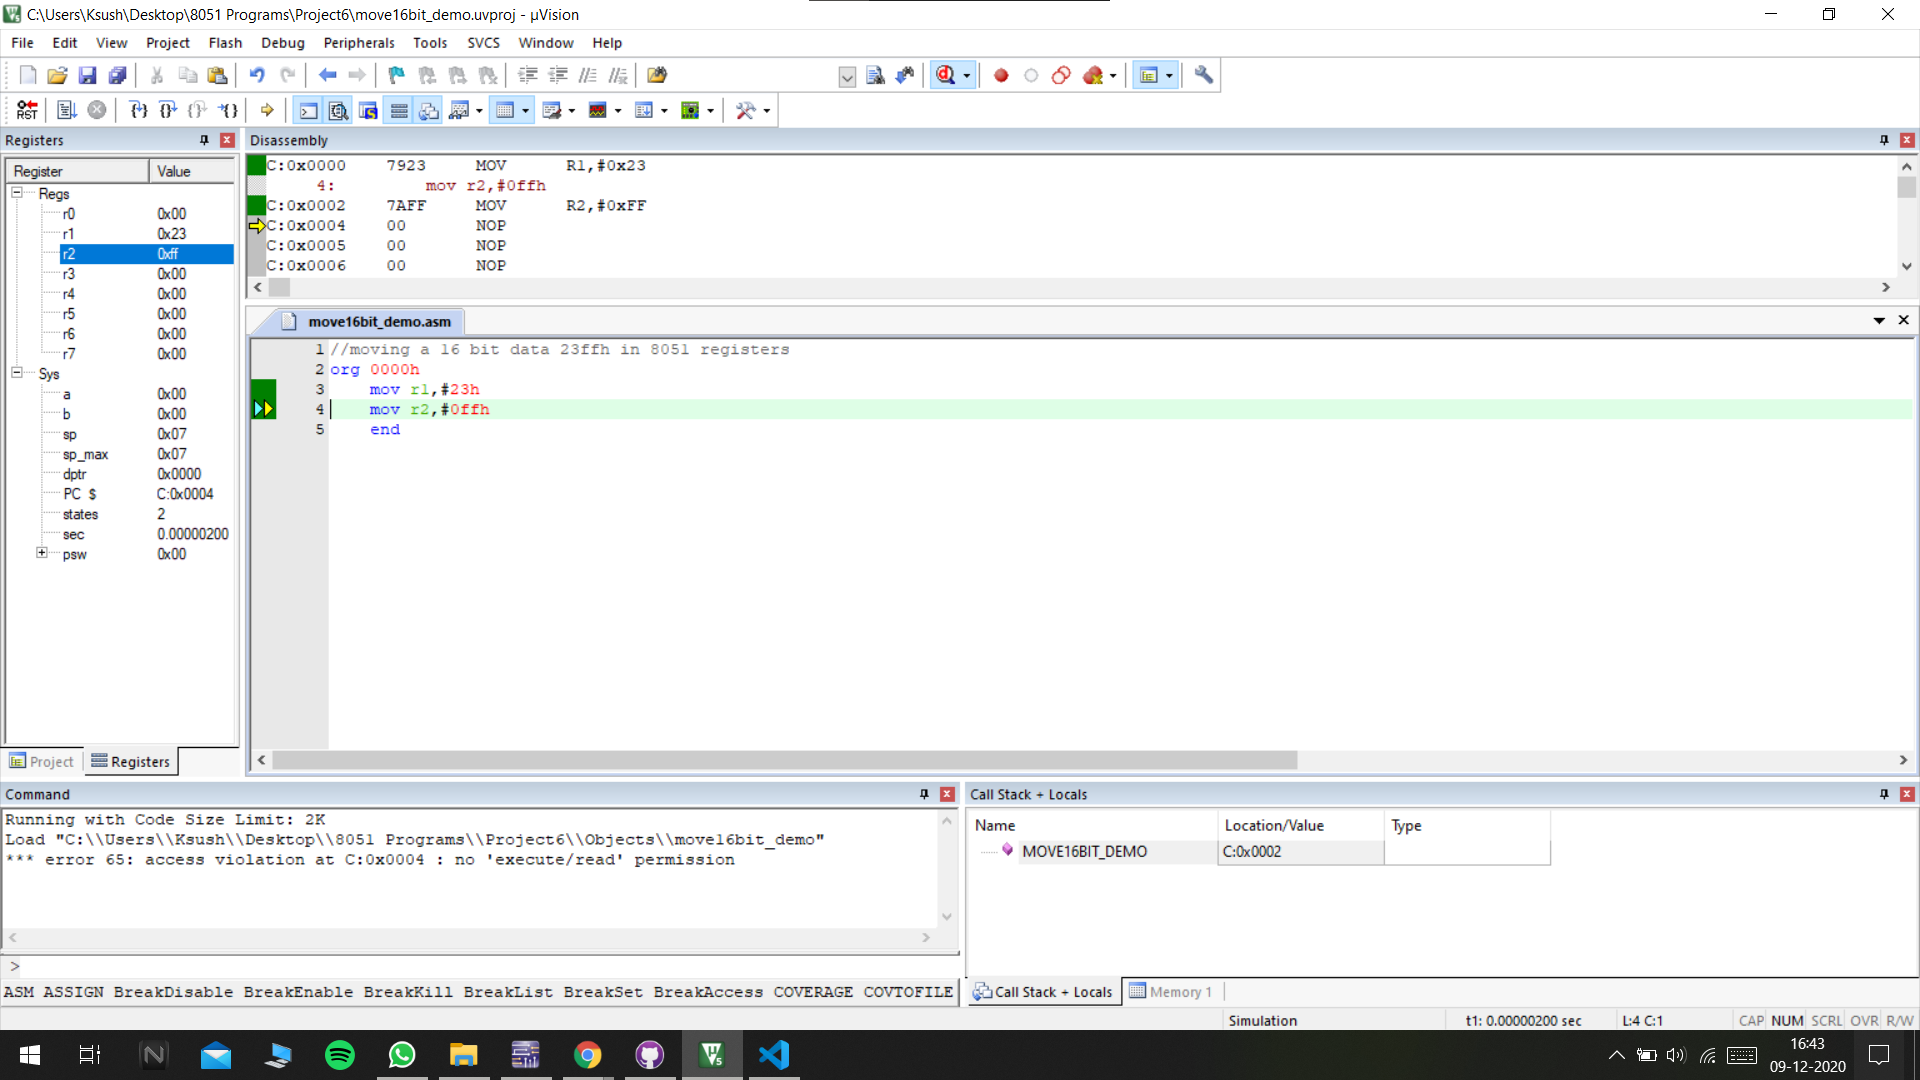 C:\Users\Ksush\Desktop\8051 Programs\Project6\move16bit_demo.uvproj - µVision
File Edit View Project Flash Debug Peripherals Tools SVCS Window Help
RST
Registers
Register Value
Regs
r0 0x00
r1 0x23
r2 0xff
r3 0x00
r4 0x00
r5 0x00
r6 0x00
r7 0x00
Sys
a 0x00
b 0x00
sp 0x07
sp_max 0x07
dptr 0x0000
PC $ C:0x0004
states 2
sec 0.00000200
psw 0x00
Project Registers
Disassembly
C:0x0000 7923 MOV R1,#0x23
4: mov r2,#0ffh
C:0x0002 7AFF MOV R2,#0xFF
C:0x0004 00 NOP
C:0x0005 00 NOP
C:0x0006 00 NOP
move16bit_demo.asm
1 //moving a 16 bit data 23ffh in 8051 registers
2 org 0000h
3 mov r1,#23h
4 mov r2,#0ffh
5 end
Command
Running with Code Size Limit: 2K
Load "C:\\Users\\Ksush\\Desktop\\8051 Programs\\Project6\\Objects\\move16bit_demo"
*** error 65: access violation at C:0x0004 : no 'execute/read' permission
>
ASM ASSIGN BreakDisable BreakEnable BreakKill BreakList BreakSet BreakAccess COVERAGE COVTOFILE
Call Stack + Locals
Name Location/Value Type
MOVE16BIT_DEMO C:0x0002
Call Stack + Locals Memory 1
Simulation t1: 0.00000200 sec L:4 C:1 CAP NUM SCRL OVR R/W
16:43
09-12-2020